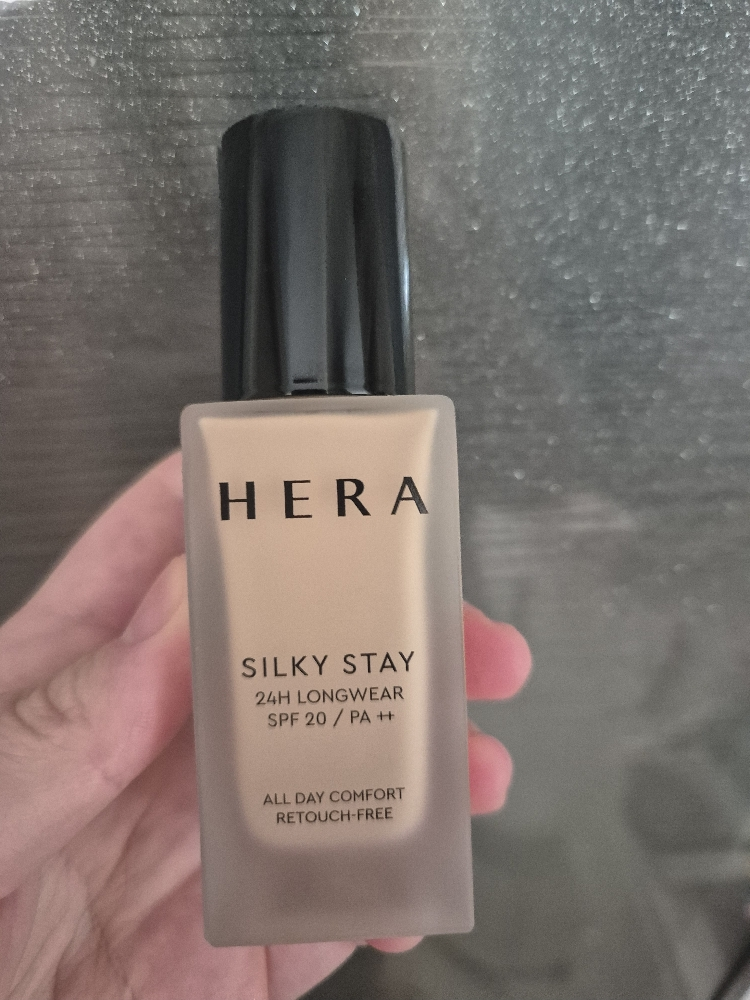 HERA
SILKY STAY
24H LONGWEAR
SPF 20 / PA ++
ALL DAY COMFORT
RETOUCH-FREE